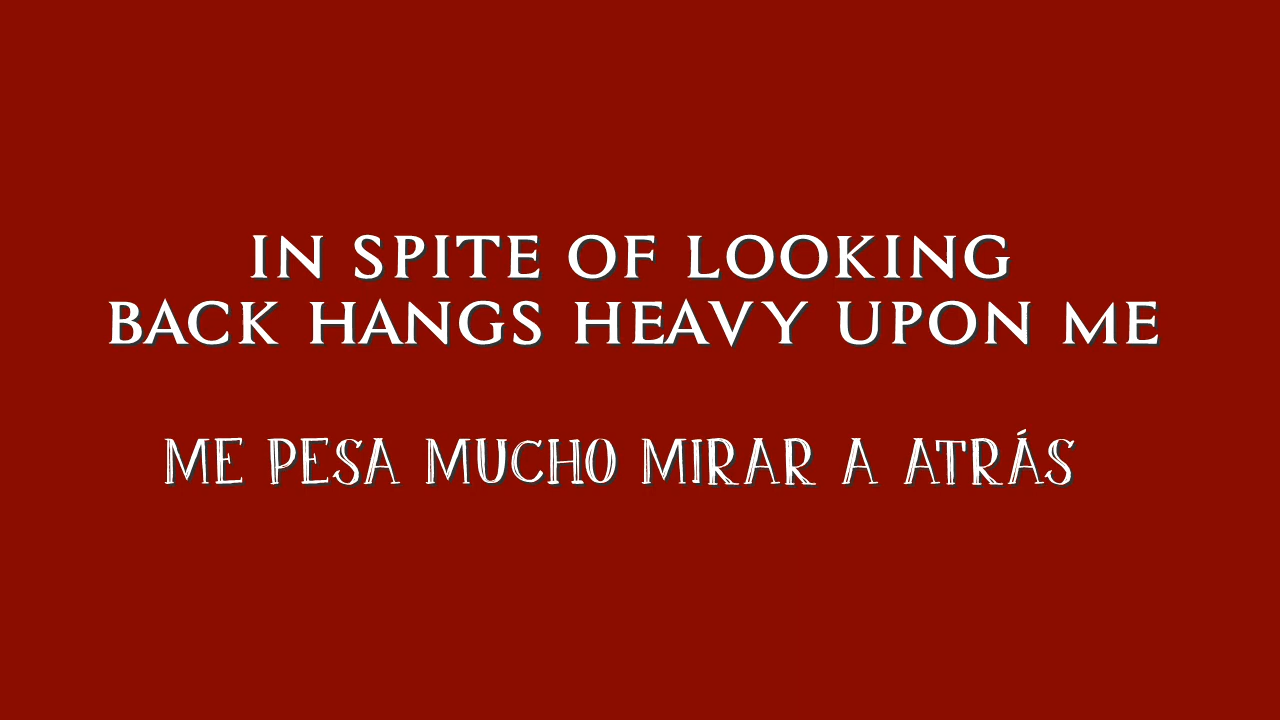 IN SPITE OF LOOKING
BACK HANGS HEAVY UPON ME
ME PESA MUCHO MIRAR A ATRÁS